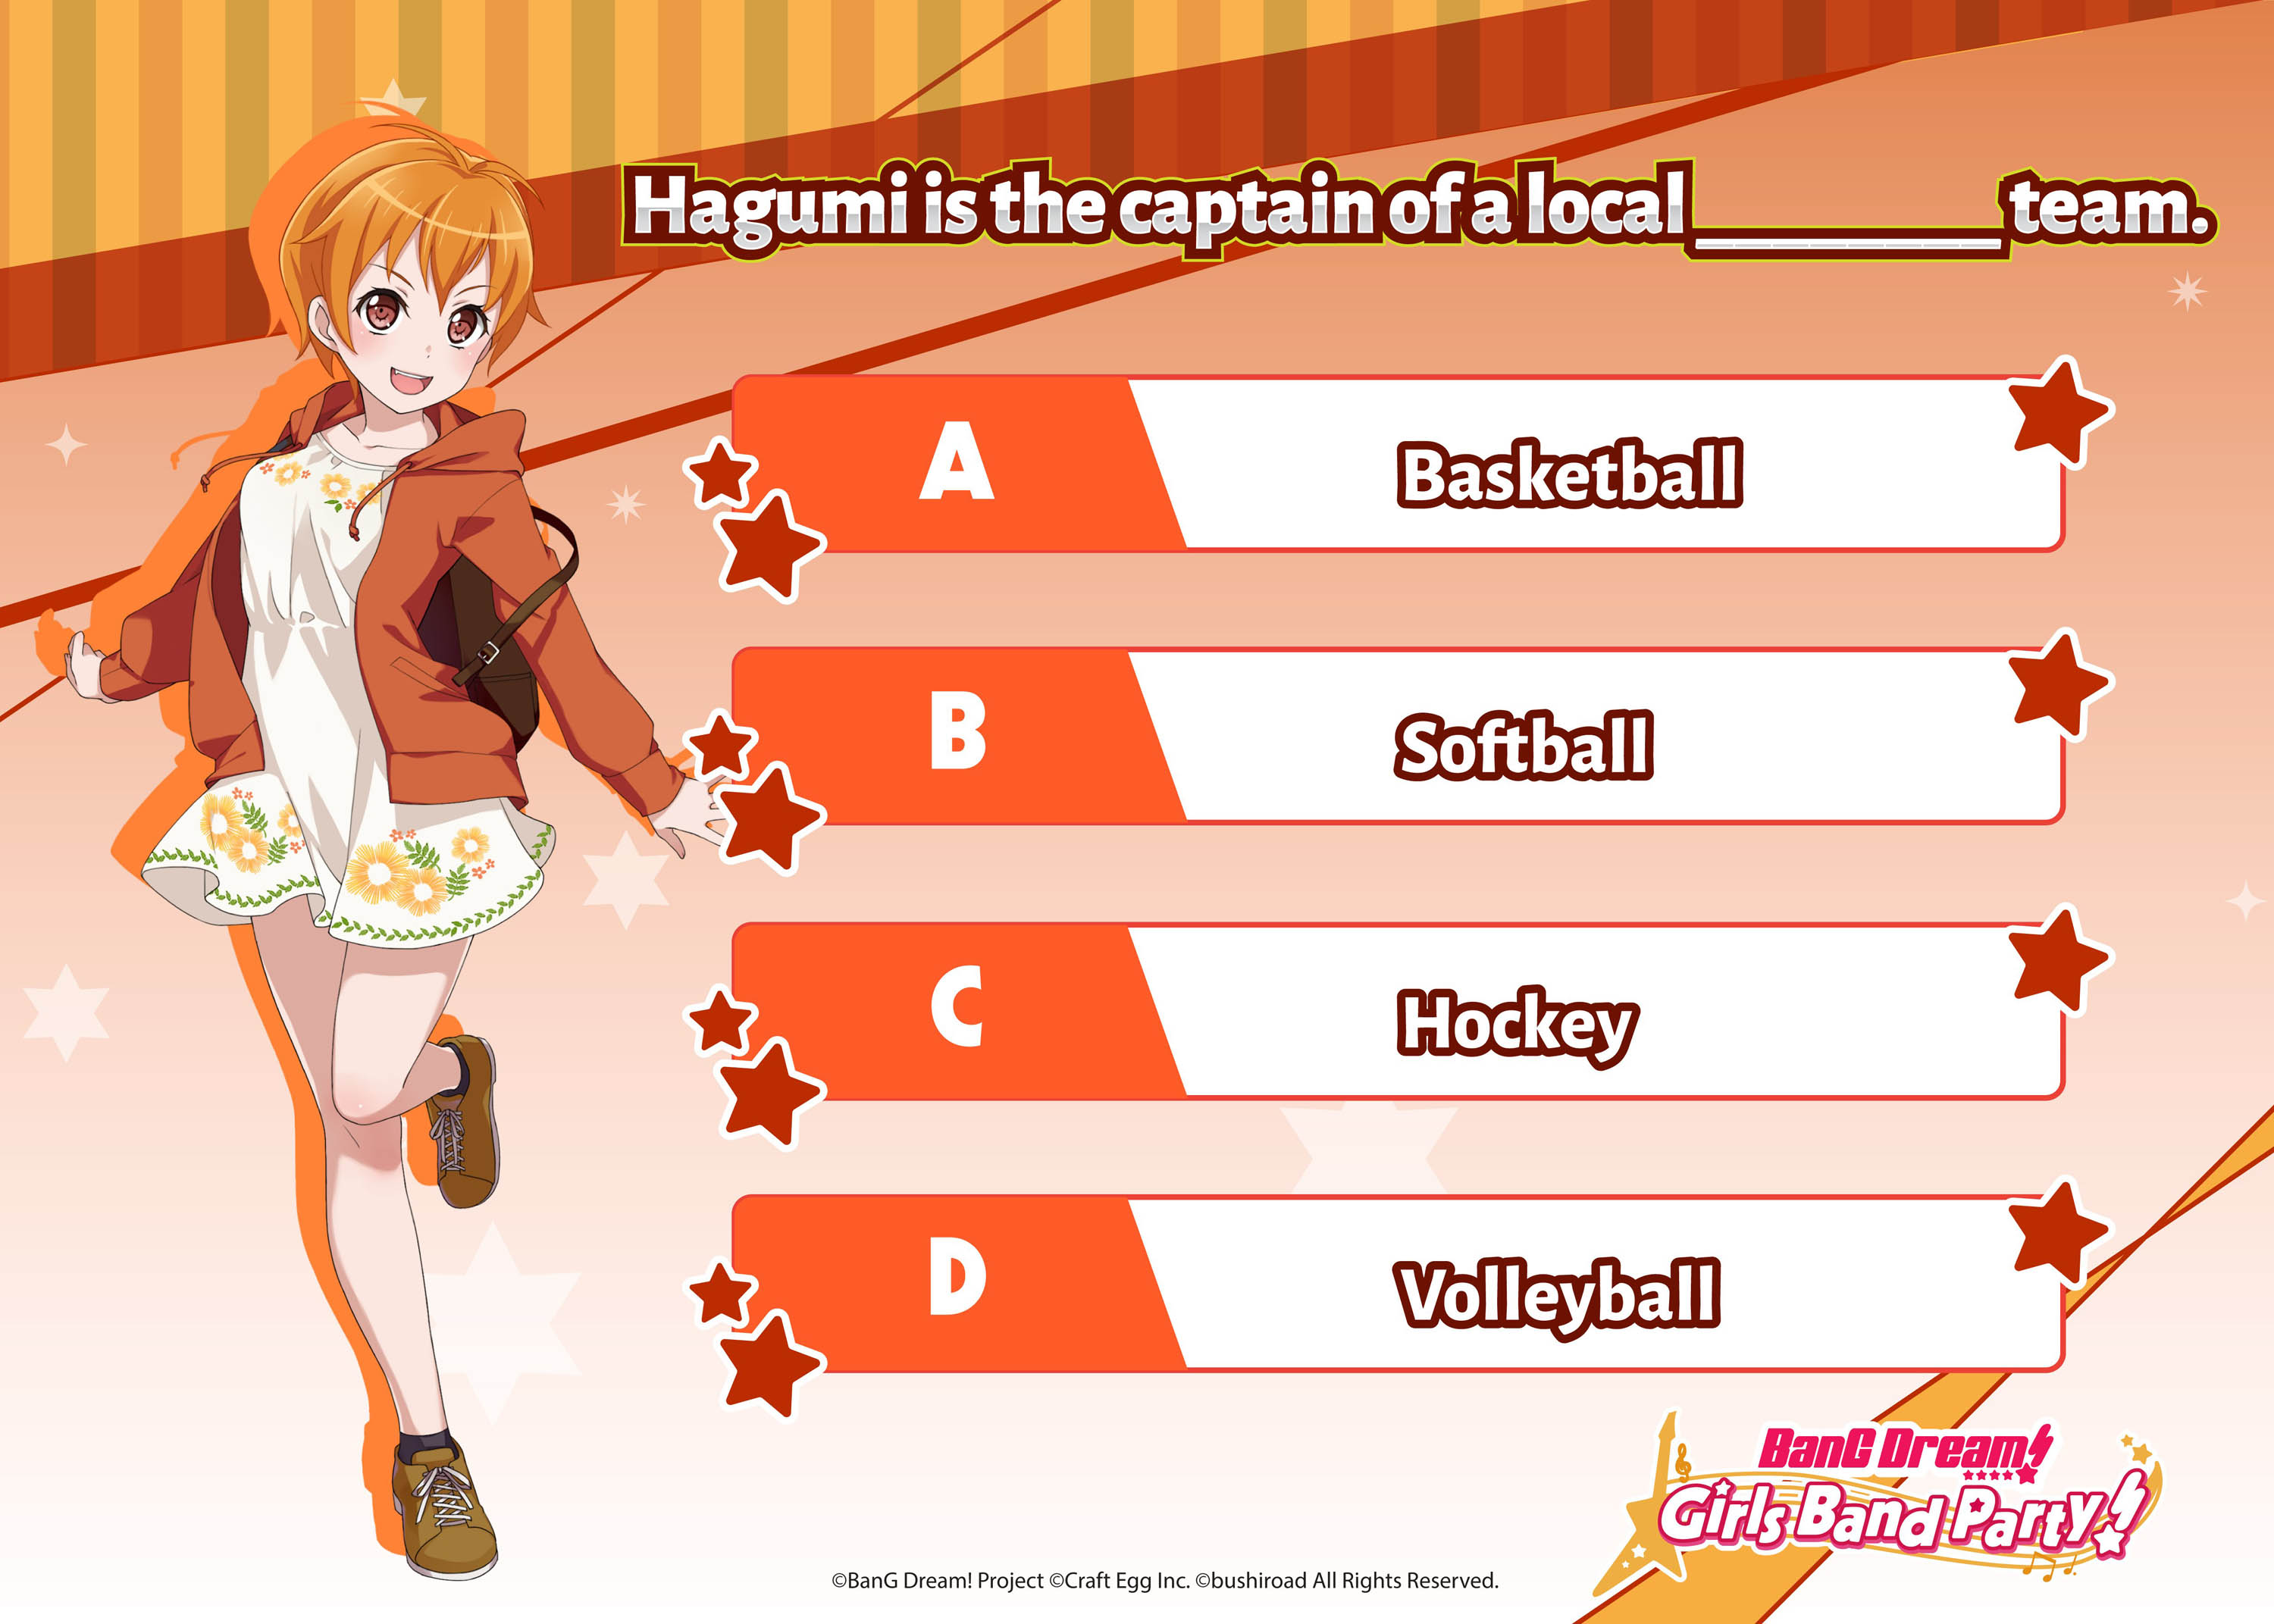 Hagumi is the captain of a local ________ team.
A
Basketball
B
Softball
C
Hockey
D
Volleyball
BanG Dream!
Girls Band Party!
©BanG Dream! Project ©Craft Egg Inc. ©bushiroad All Rights Reserved.